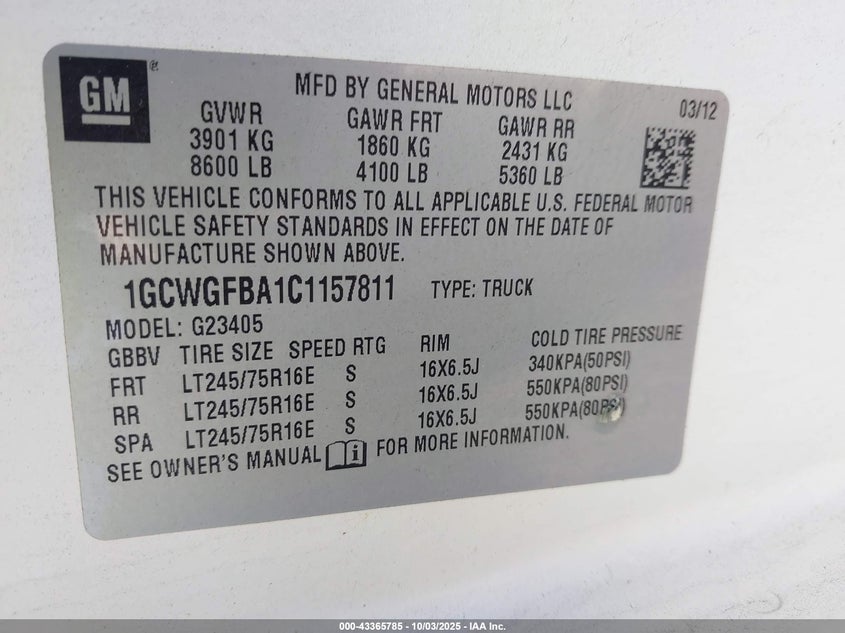 GM®
MFD BY GENERAL MOTORS LLC
03/12
GVWR GAWR FRT GAWR RR
3901 KG 1860 KG 2431 KG
8600 LB 4100 LB 5360 LB
THIS VEHICLE CONFORMS TO ALL APPLICABLE U.S. FEDERAL MOTOR
VEHICLE SAFETY STANDARDS IN EFFECT ON THE DATE OF
MANUFACTURE SHOWN ABOVE.
1GCWGFBA1C1157811 TYPE: TRUCK
MODEL: G23405
GBBV TIRE SIZE SPEED RTG RIM COLD TIRE PRESSURE
FRT LT245/75R16E S 16X6.5J 340KPA(50PSI)
RR LT245/75R16E S 16X6.5J 550KPA(80PSI)
SPA LT245/75R16E S 16X6.5J 550KPA(80PSI)
SEE OWNER'S MANUAL i FOR MORE INFORMATION.
000-43365785 - 10/03/2025 - IAA Inc.